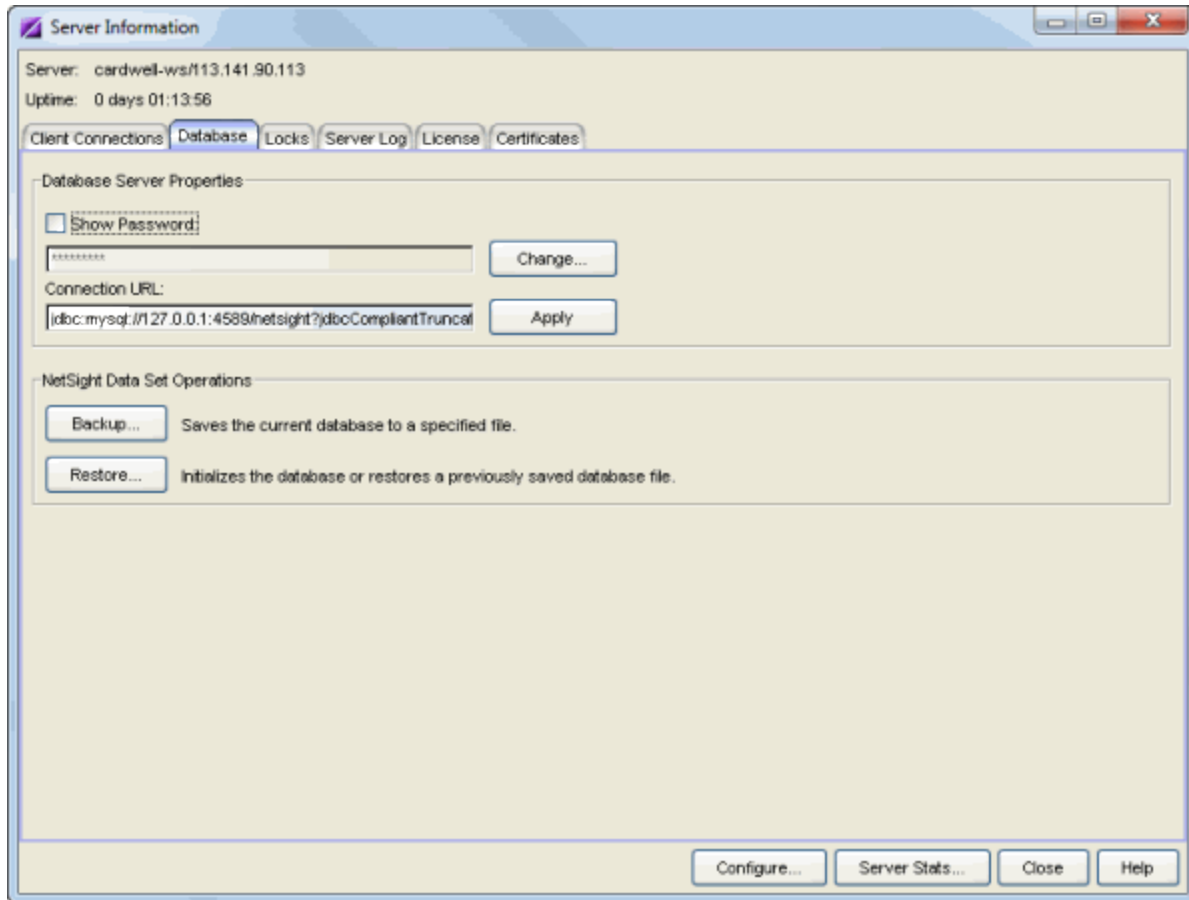 Server Information
Server: cardwell-ws/113.141.90.113
Uptime: 0 days 01:13:56
Client Connections Database Locks Server Log License Certificates
Database Server Properties
Show Password:
********* Change...
Connection URL:
jdbc:mysql://127.0.0.1:4589/netsight?jdbcCompliantTruncat Apply
NetSight Data Set Operations
Backup... Saves the current database to a specified file.
Restore... Initializes the database or restores a previously saved database file.
Configure... Server Stats... Close Help